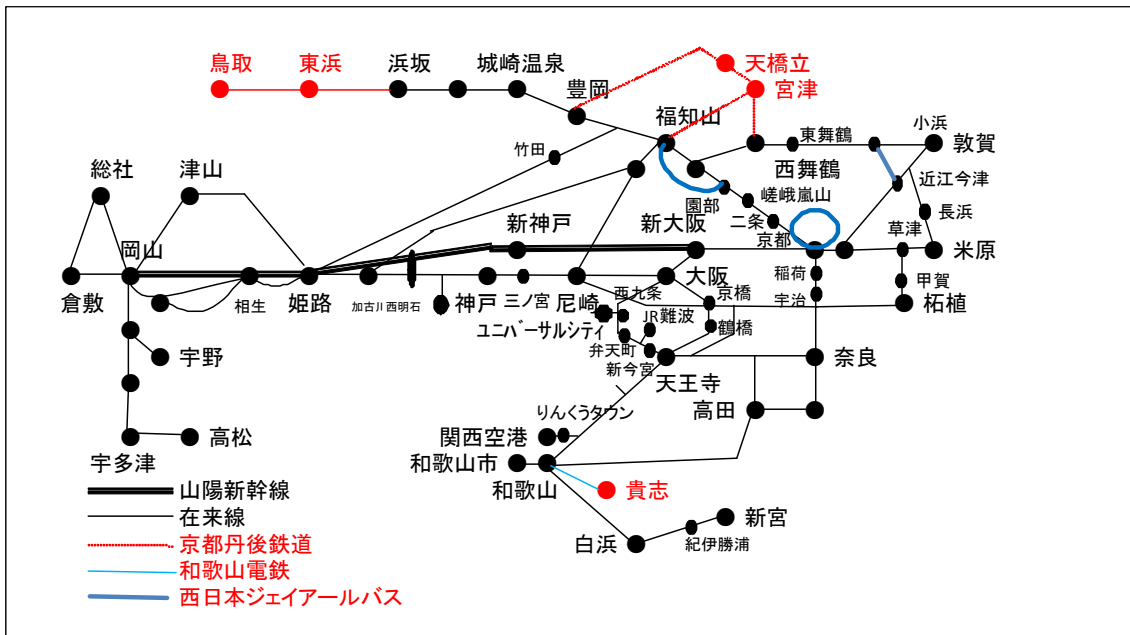 鳥取
東浜
浜坂
城崎温泉
天橋立
豊岡
宮津
福知山
小浜
東舞鶴
敦賀
竹田
総社
津山
西舞鶴
近江今津
嵯峨嵐山
園部
長浜
新神戸
新大阪
二条
草津
岡山
京都
米原
大阪
稲荷
甲賀
倉敷
相生
姫路
加古川
西明石
神戸
三ノ宮
尼崎
西九条
京橋
宇治
柘植
ユニバーサルシティ
JR難波
鶴橋
宇野
弁天町
新今宮
天王寺
奈良
りんくうタウン
高田
高松
関西空港
宇多津
和歌山市
和歌山
貴志
新宮
白浜
紀伊勝浦
山陽新幹線
在来線
京都丹後鉄道
和歌山電鉄
西日本ジェイアールバス